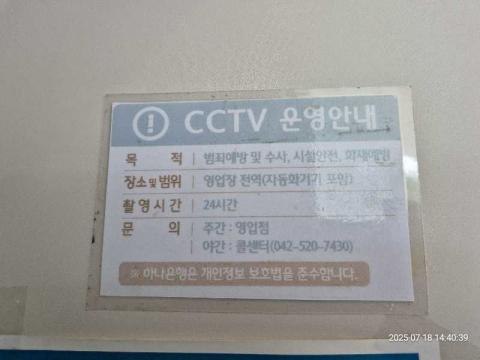 CCTV 운영안내
목 적 | 범죄예방 및 수사, 시설안전, 화재예방
장소 및 범위 | 영업장 전역(자동화기기 포함)
촬영시간 | 24시간
문 의 | 주간 : 영업점
야간 : 콜센터(042-520-7430)
※ 하나은행은 개인정보 보호법을 준수합니다.
2025-07-18 14:40:39